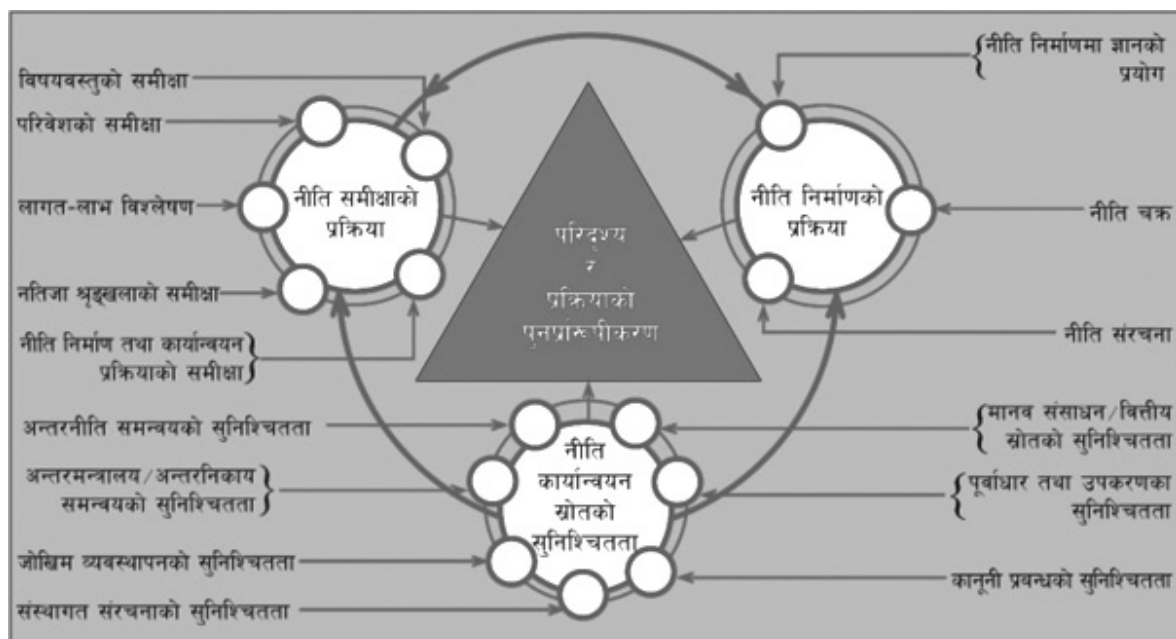 विषयवस्तुको समीक्षा
परिवेशको समीक्षा
लागत-लाभ विश्लेषण
नतिजा श्रृङ्खलाको समीक्षा
नीति निर्माण तथा कार्यान्वयन
प्रक्रियाको समीक्षा
नीति समीक्षाको
प्रक्रिया
परिदृश्य
र
प्रक्रियाको
पुनर्प्रारूपीकरण
नीति निर्माणको
प्रक्रिया
नीति निर्माणमा ज्ञानको
प्रयोग
नीति चक्र
नीति संरचना
अन्तरनीति समन्वयको सुनिश्चितता
अन्तरमन्त्रालय/अन्तरनिकाय
समन्वयको सुनिश्चितता
जोखिम व्यवस्थापनको सुनिश्चितता
संस्थागत संरचनाको सुनिश्चितता
नीति
कार्यान्वयन
स्रोतको
सुनिश्चितता
मानव संसाधन/वित्तीय
स्रोतको सुनिश्चितता
पूर्वाधार तथा उपकरणका
सुनिश्चितता
कानूनी प्रवन्धको सुनिश्चितता